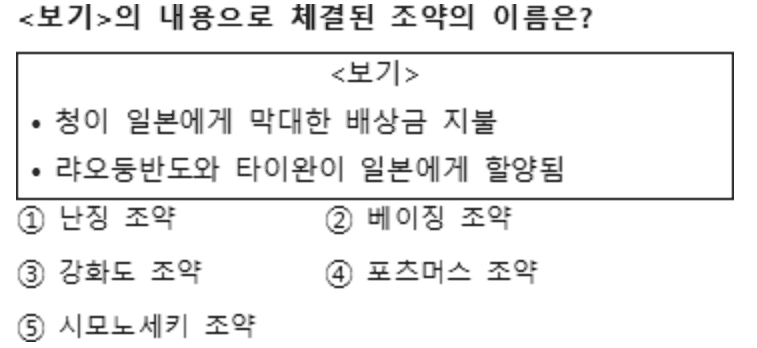 <보기>의 내용으로 체결된 조약의 이름은?
<보기>
• 청이 일본에게 막대한 배상금 지불
• 랴오둥반도와 타이완이 일본에게 할양됨
① 난징 조약 ② 베이징 조약
③ 강화도 조약 ④ 포츠머스 조약
⑤ 시모노세키 조약